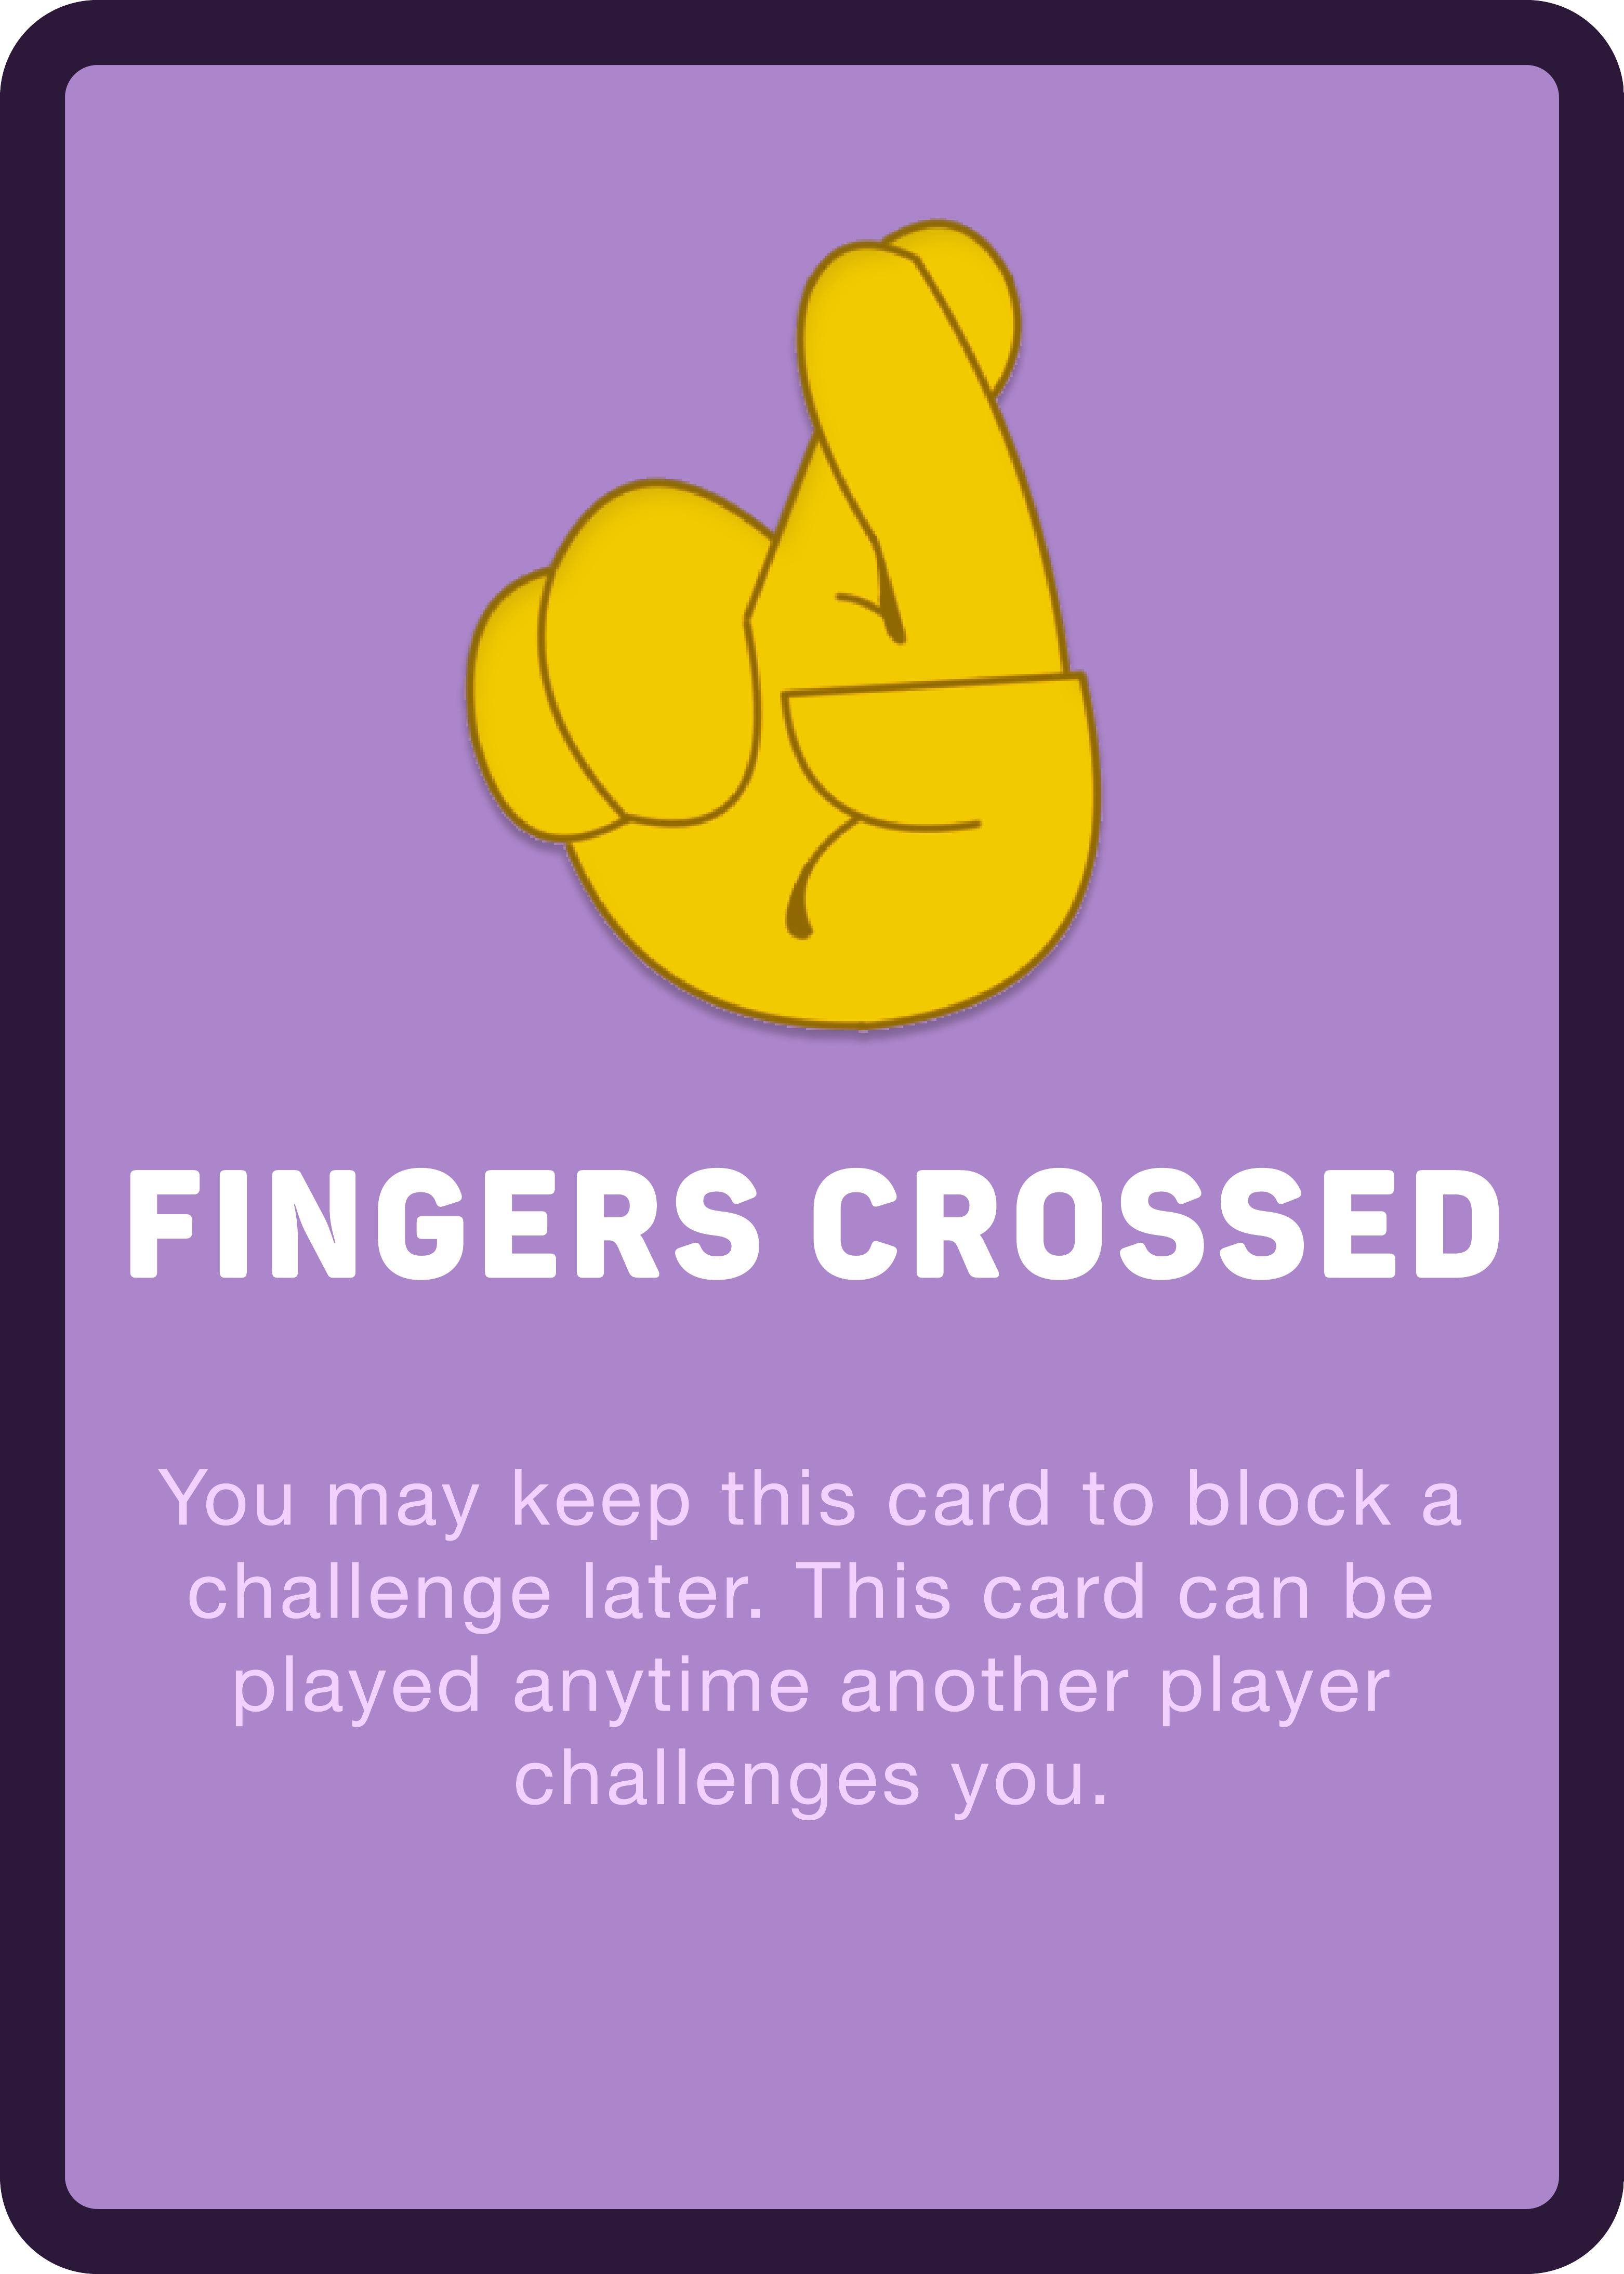 FINGERS CROSSED
You may keep this card to block a
challenge later. This card can be
played anytime another player
challenges you.